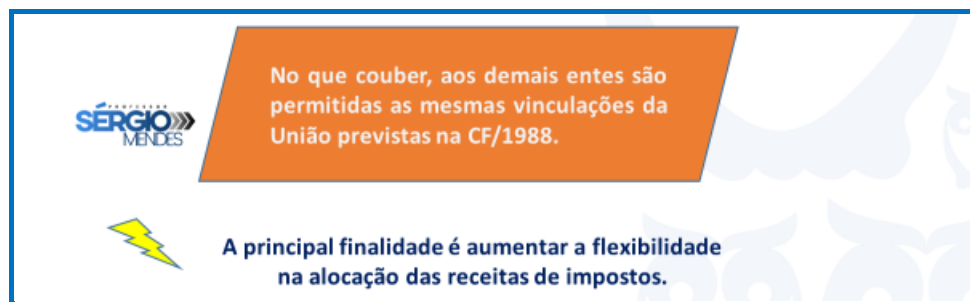 No que couber, aos demais entes são
permitidas as mesmas vinculações da
União previstas na CF/1988.
PROFESSOR
SÉRGIO
MENDES
A principal finalidade é aumentar a flexibilidade
na alocação das receitas de impostos.